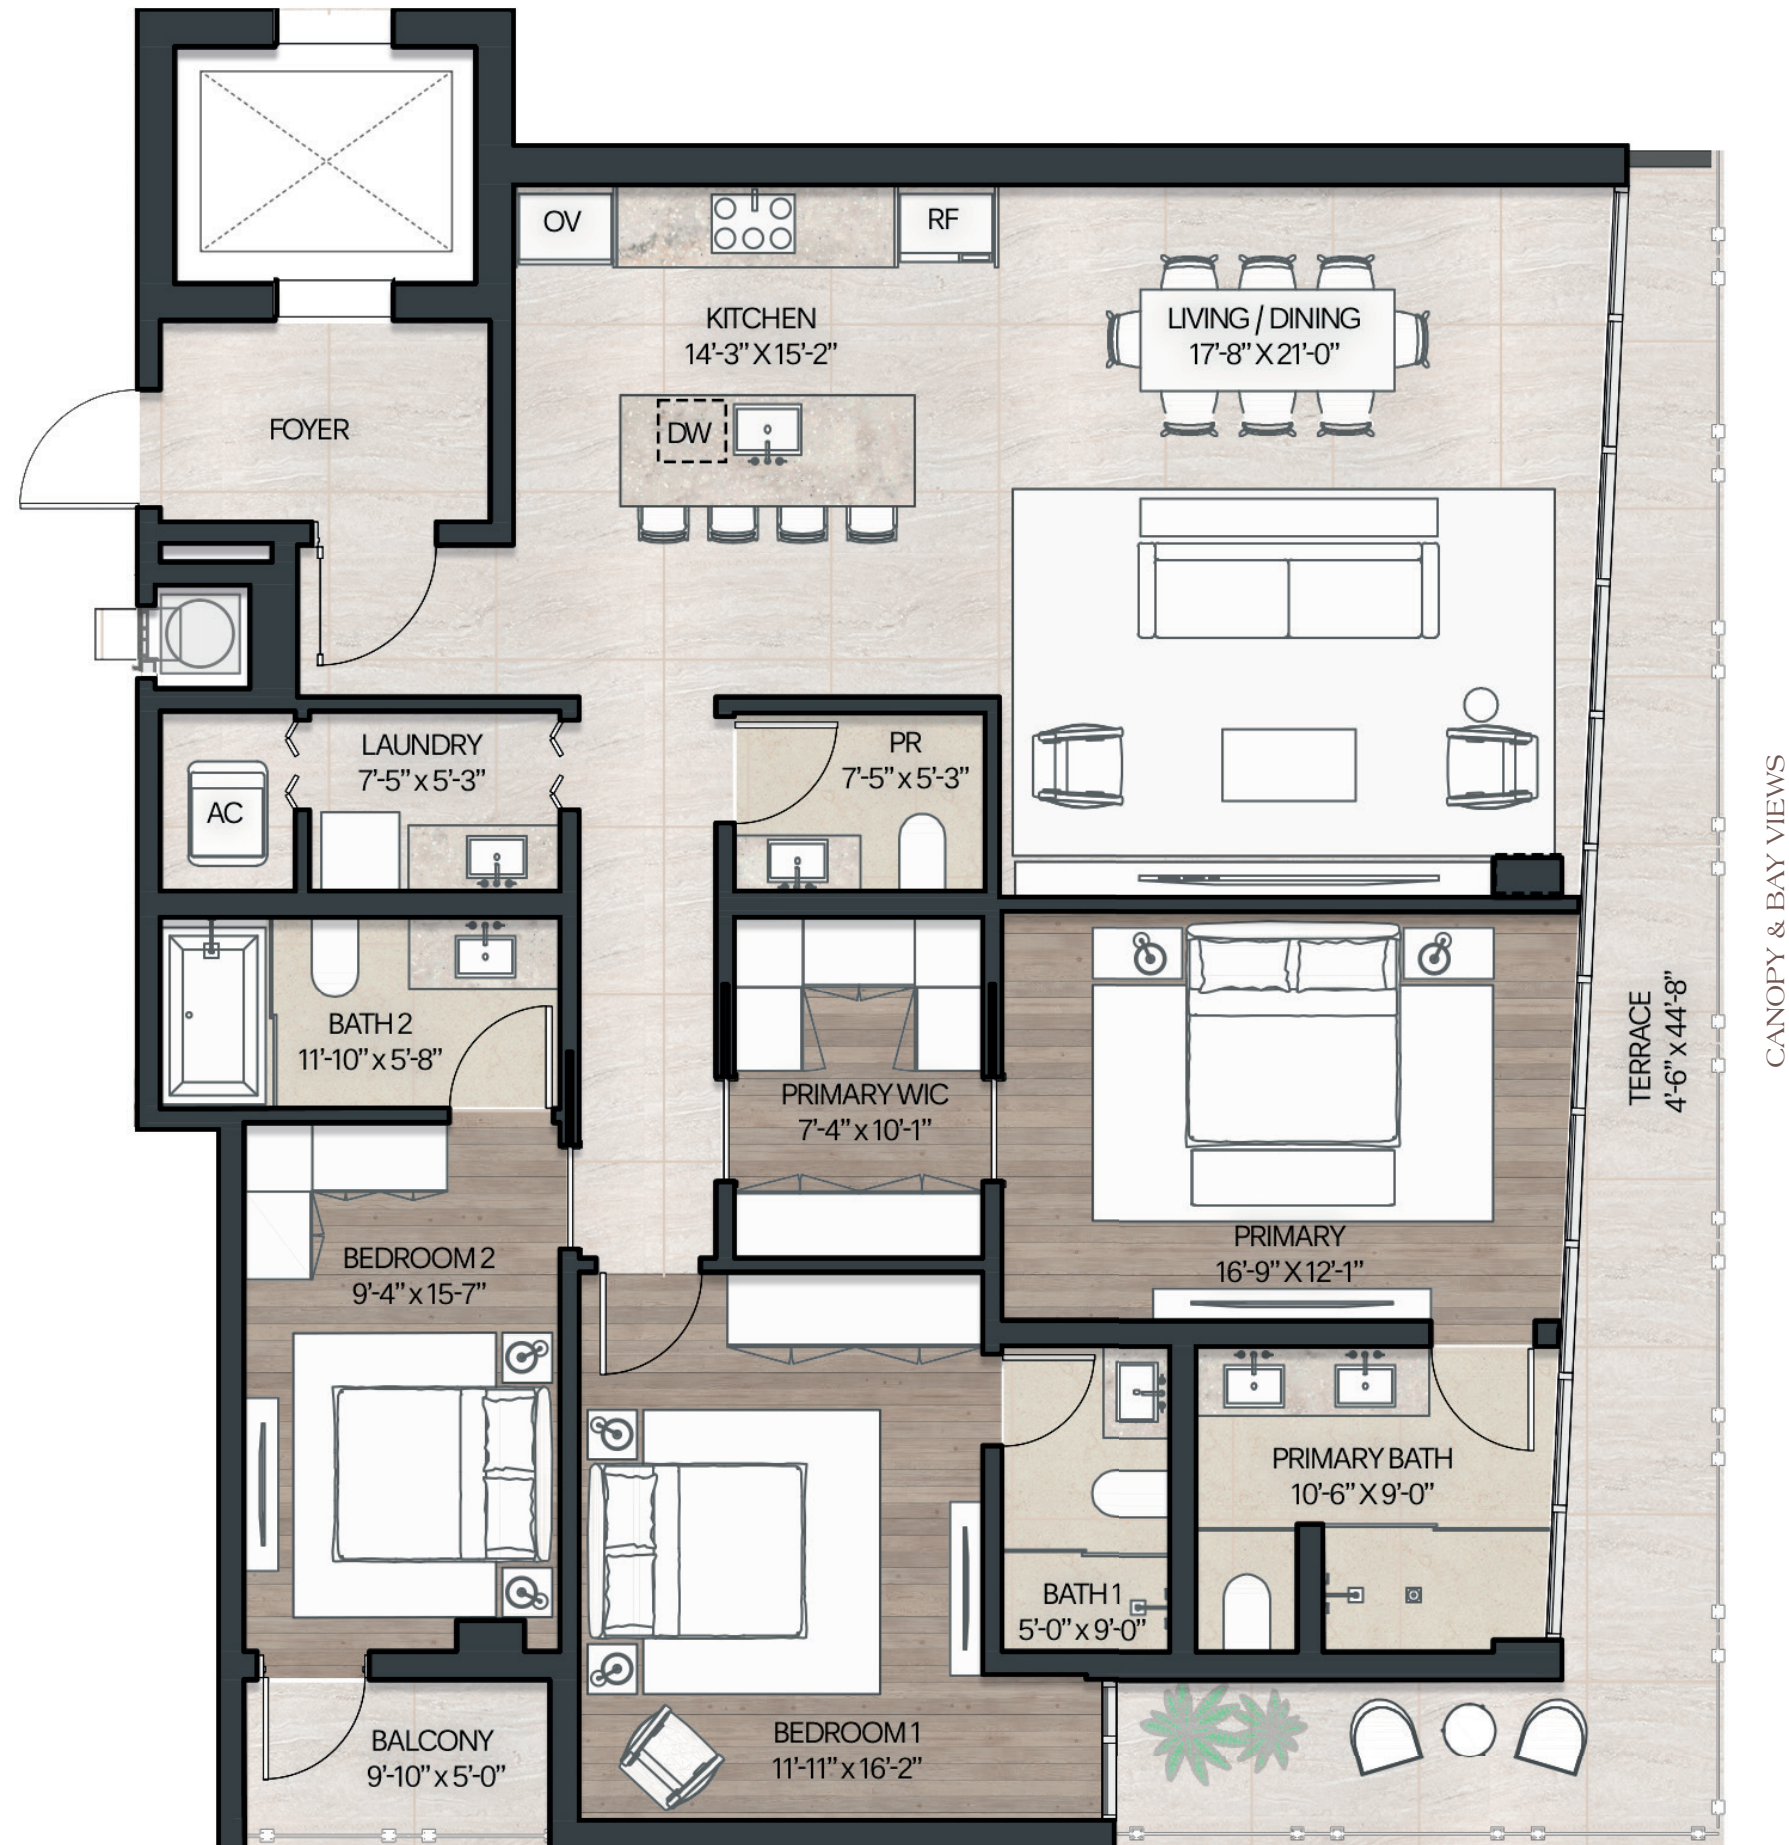 OV
RF
KITCHEN
14'-3" X 15'-2"
LIVING / DINING
17'-8" X 21'-0"
FOYER
DW
LAUNDRY
7'-5" x 5'-3"
PR
7'-5" x 5'-3"
AC
BATH 2
11'-10" x 5'-8"
PRIMARY WIC
7'-4" x 10'-1"
TERRACE
4'-6" x 44'-8"
CANOPY & BAY VIEWS
BEDROOM 2
9'-4" x 15-7"
PRIMARY
16'-9" X 12'-1"
PRIMARY BATH
10'-6" X 9'-0"
BATH 1
5'-0" x 9'-0"
BALCONY
9'-10" x 5'-0"
BEDROOM 1
11'-11" x 16'-2"